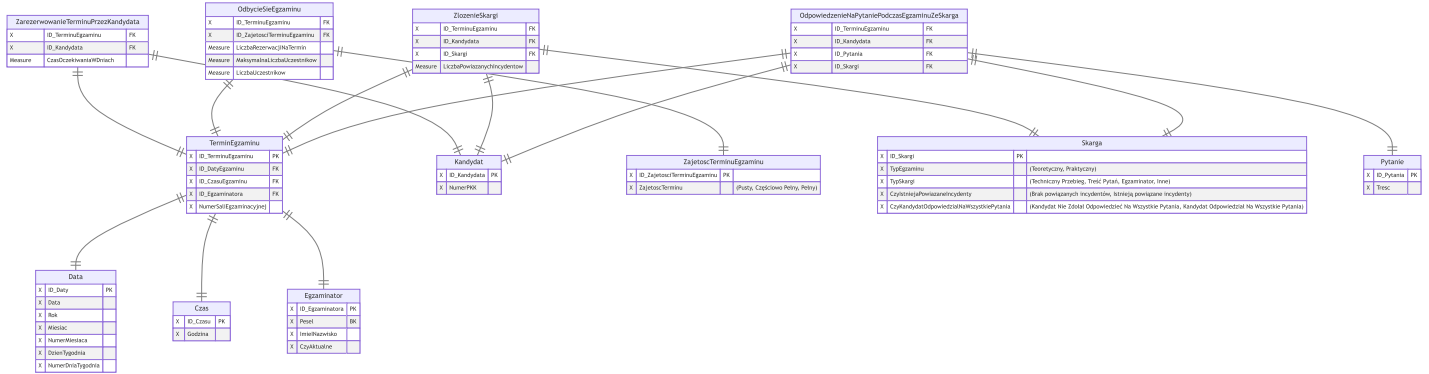 ZarezerwowanieTerminuPrzezKandydata
X ID_TerminuEgzaminu FK
X ID_Kandydata FK
Measure CzasOczekiwaniaWDniach
OdbycieSieEgzaminu
X ID_TerminuEgzaminu FK
X ID_ZajetosciTerminuEgzaminu FK
Measure LiczbaRezerwacjiNaTermin
Measure MaksymalnaLiczbaUczestnikow
Measure LiczbaUczestnikow
ZlozenieSkargi
X ID_TerminuEgzaminu FK
X ID_Kandydata FK
X ID_Skargi FK
Measure LiczbaPowiazanychIncydentow
OdpowiedzenieNaPytaniePodczasEgzaminuZeSkarga
X ID_TerminuEgzaminu FK
X ID_Kandydata FK
X ID_Pytania FK
X ID_Skargi FK
TerminEgzaminu
X ID_TerminuEgzaminu PK
X ID_DatyEgzaminu FK
X ID_CzasuEgzaminu FK
X ID_Egzaminatora FK
X NumerSaliEgzaminacyjnej
Kandydat
X ID_Kandydata PK
X NumerPKK
ZajetoscTerminuEgzaminu
X ID_ZajetosciTerminuEgzaminu PK
X ZajetoscTerminu (Pusty, Częściowo Pełny, Pełny)
Skarga
X ID_Skargi PK
X TypEgzaminu (Teoretyczny, Praktyczny)
X TypSkargi (Techniczny Przebieg, Treść Pytań, Egzaminator, Inne)
X CzyIstniejaPowiazaneIncydenty (Brak powiązanych incydentów, Istnieją powiązane incydenty)
X CzyKandydatOdpowiedzialNaWszystkiePytania (Kandydat Nie Zdołał Odpowiedzieć Na Wszystkie Pytania, Kandydat Odpowiedział Na Wszystkie Pytania)
Pytanie
X ID_Pytania PK
X Tresc
Data
X ID_Daty PK
X Data
X Rok
X Miesiac
X NumerMiesiaca
X DzienTygodnia
X NumerDniaTygodnia
Czas
X ID_Czasu PK
X Godzina
Egzaminator
X ID_Egzaminatora PK
X Pesel BK
X ImieINazwisko
X CzyAktualne